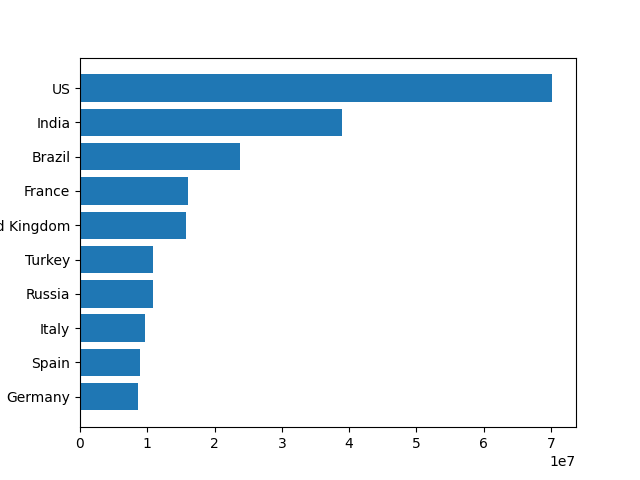 US
India
Brazil
France
d Kingdom
Turkey
Russia
Italy
Spain
Germany
0 1 2 3 4 5 6 7
1e7